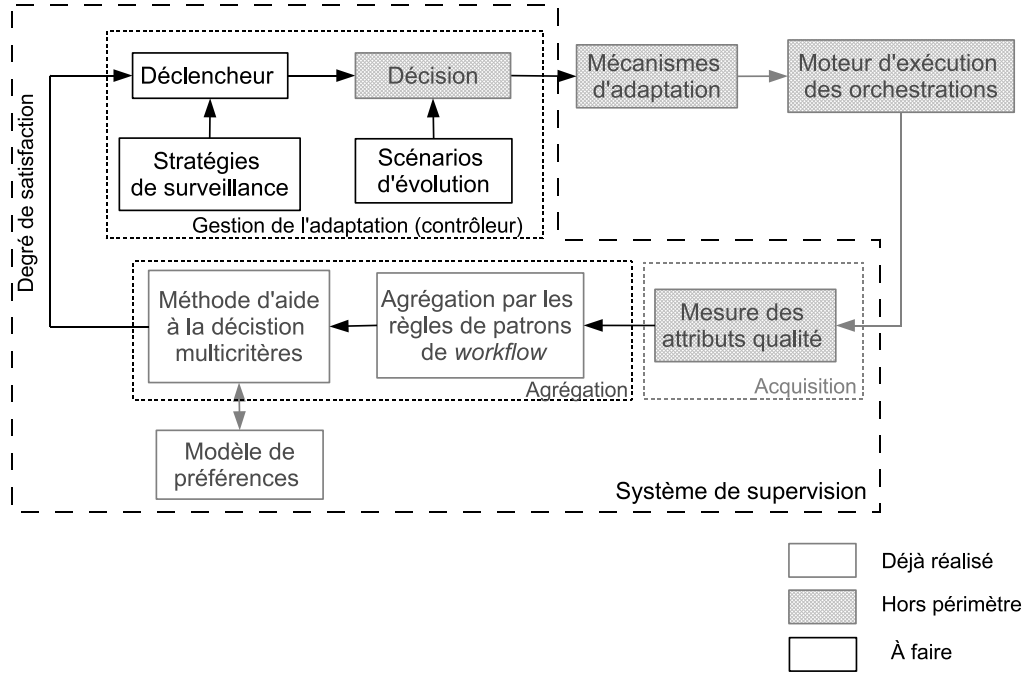 Déclencheur
Décision
Mécanismes
d'adaptation
Moteur d'exécution
des orchestrations
Stratégies
de surveillance
Scénarios
d'évolution
Gestion de l'adaptation (contrôleur)
Degré de satisfaction
Méthode d'aide
à la décistion
multicritères
Agrégation par les
règles de patrons
de workflow
Mesure des
attributs qualité
Agrégation
Acquisition
Modèle de
préférences
Système de supervision
Déjà réalisé
Hors périmètre
À faire